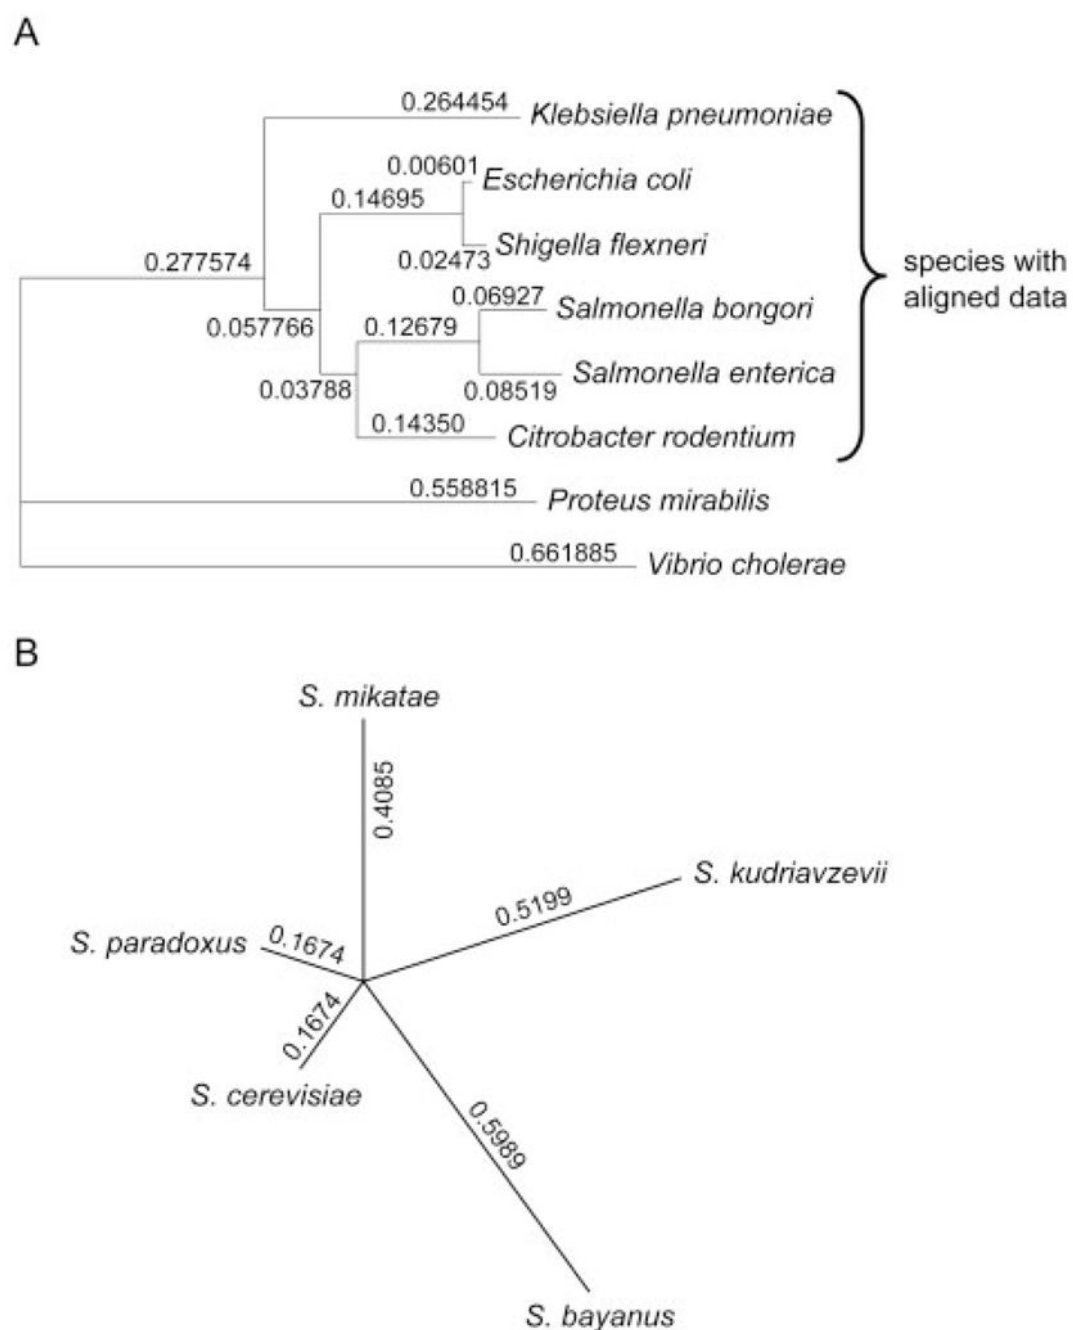 A
0.264454
Klebsiella pneumoniae
0.00601
Escherichia coli
0.14695
Shigella flexneri
0.02473
0.277574
species with
aligned data
0.06927
Salmonella bongori
0.057766
0.12679
Salmonella enterica
0.03788
0.08519
0.14350
Citrobacter rodentium
0.558815
Proteus mirabilis
0.661885
Vibrio cholerae
B
S. mikatae
0.4085
S. kudriavzevii
0.5199
S. paradoxus
0.1674
0.1674
S. cerevisiae
0.5989
S. bayanus